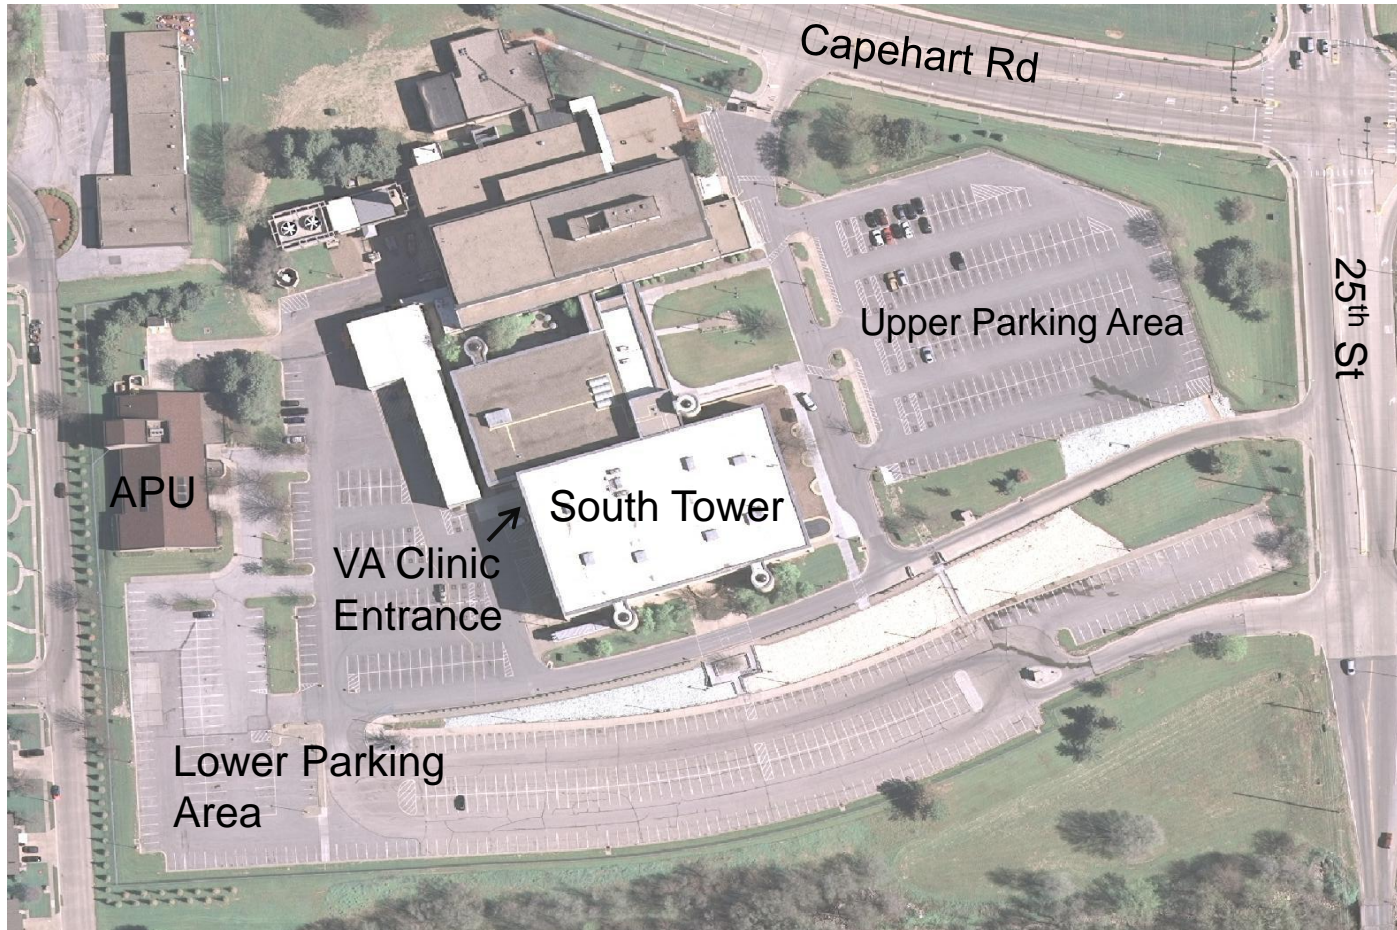 Capehart Rd
25th St
Upper Parking Area
APU
South Tower
VA Clinic
Entrance
Lower Parking
Area